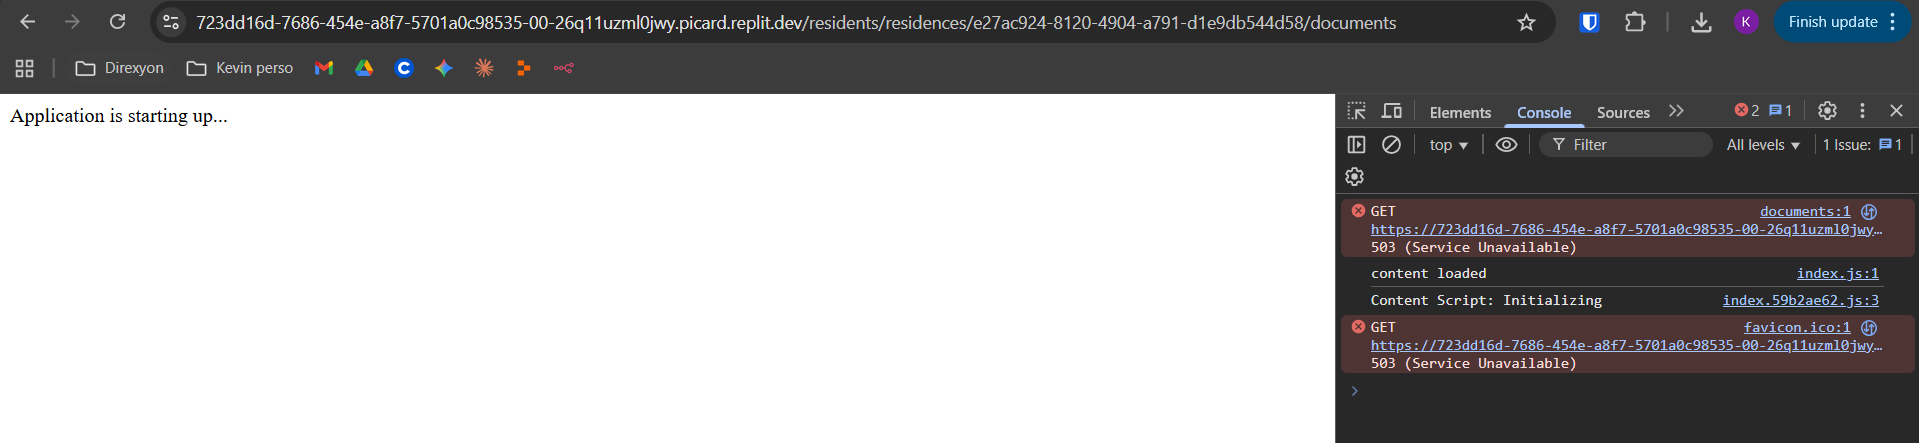 723dd16d-7686-454e-a8f7-5701a0c98535-00-26q11uzml0jwy.picard.replit.dev/residents/residences/e27ac924-8120-4904-a791-d1e9db544d58/documents
K
Finish update
Direxyon
Kevin perso
Application is starting up...
Elements
Console
Sources
2
1
top
Filter
All levels
1 Issue:
1
GET
documents:1
https://723dd16d-7686-454e-a8f7-5701a0c98535-00-26q11uzml0jwy…
503 (Service Unavailable)
content loaded
index.js:1
Content Script: Initializing
index.59b2ae62.js:3
GET
favicon.ico:1
https://723dd16d-7686-454e-a8f7-5701a0c98535-00-26q11uzml0jwy…
503 (Service Unavailable)